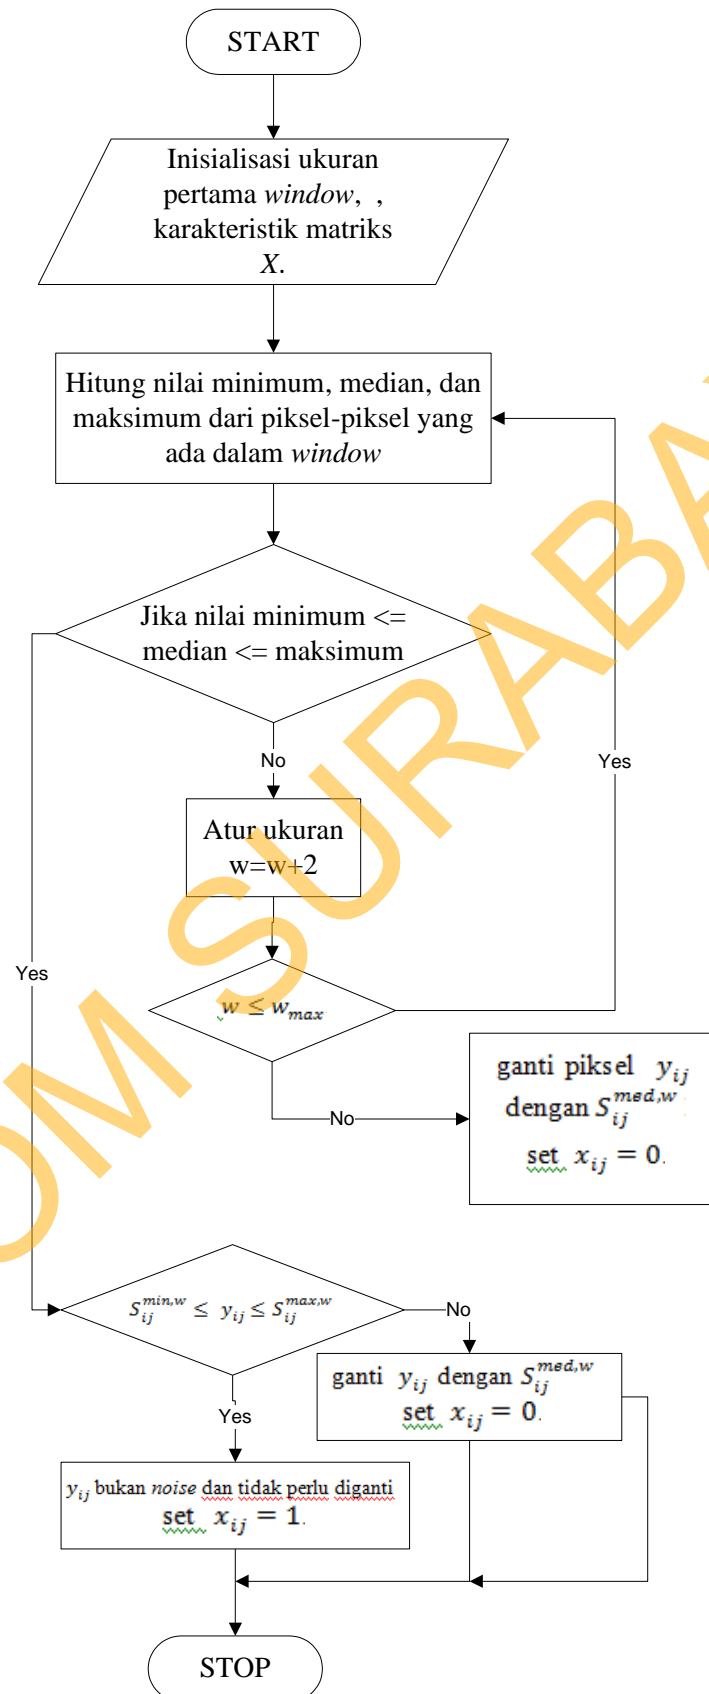 START
Inisialisasi ukuran
pertama window, ,
karakteristik matriks
X.
Hitung nilai minimum, median, dan
maksimum dari piksel-piksel yang
ada dalam window
Jika nilai minimum <=
median <= maksimum
No
Yes
Atur ukuran
w=w+2
Yes
w ≤ w_max
ganti piksel y_ij
dengan S_ij^med,w
set x_ij = 0.
No
S_ij^min,w ≤ y_ij ≤ S_ij^max,w
No
ganti y_ij dengan S_ij^med,w
set x_ij = 0.
Yes
y_ij bukan noise dan tidak perlu diganti
set x_ij = 1.
STOP
OM SURABA